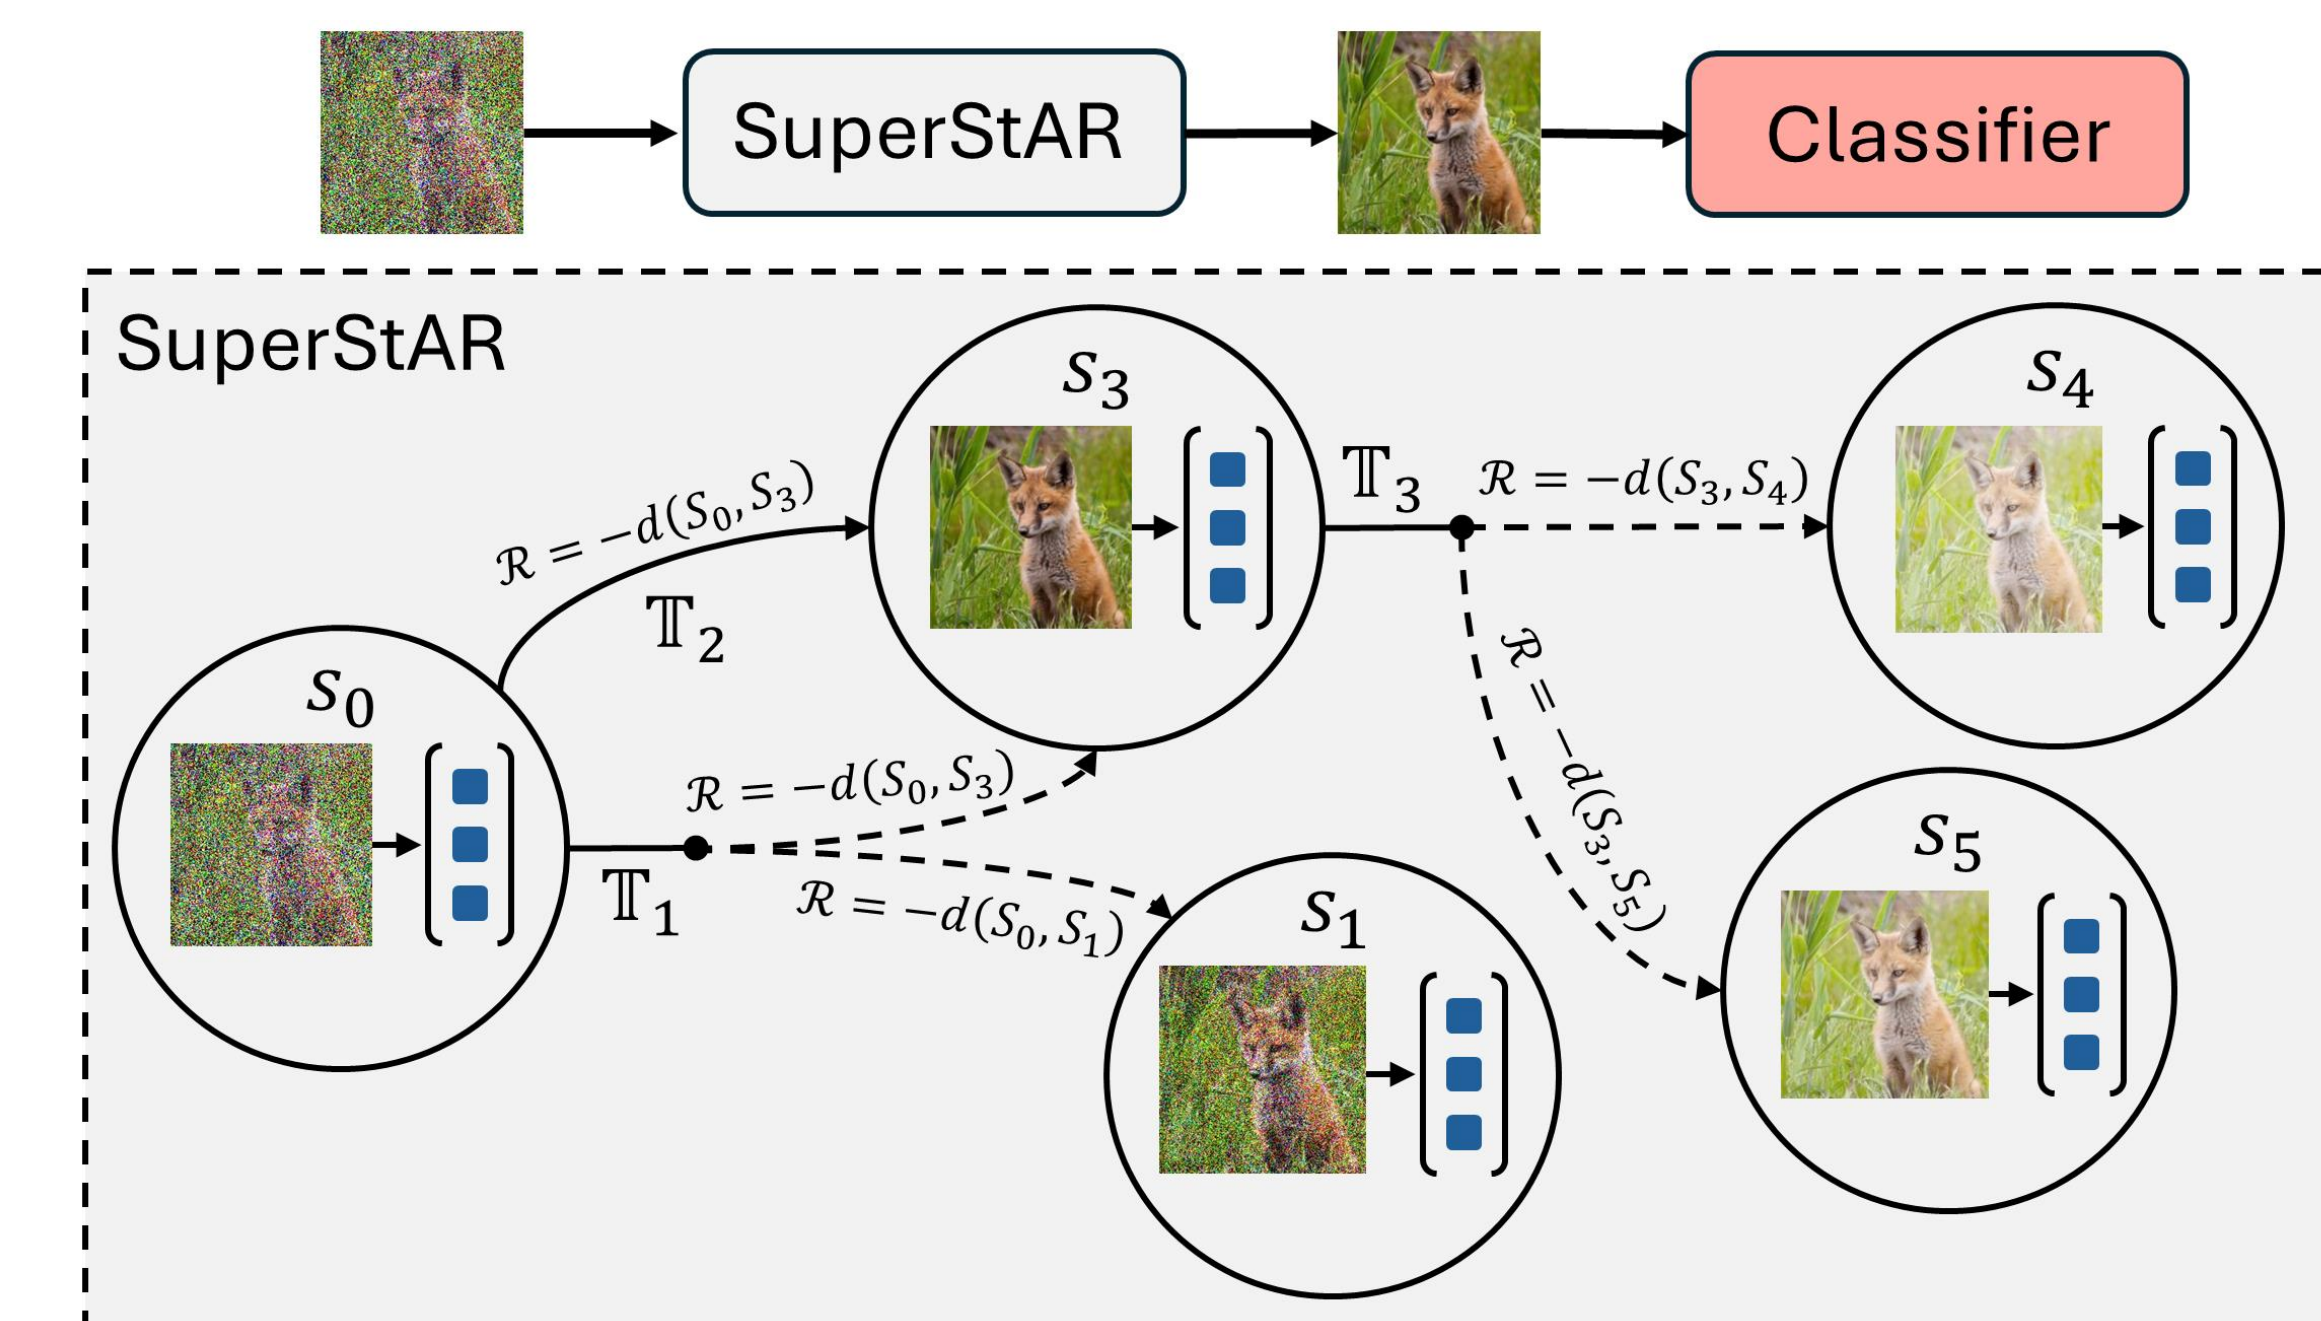 SuperStAR
Classifier
SuperStAR
s₃
s₄
𝕋₃
ℛ = −d(S₃, S₄)
ℛ = −d(S₀, S₃)
𝕋₂
s₀
ℛ = −d(S₃, S₅)
ℛ = −d(S₀, S₃)
s₅
𝕋₁
ℛ = −d(S₀, S₁)
s₁